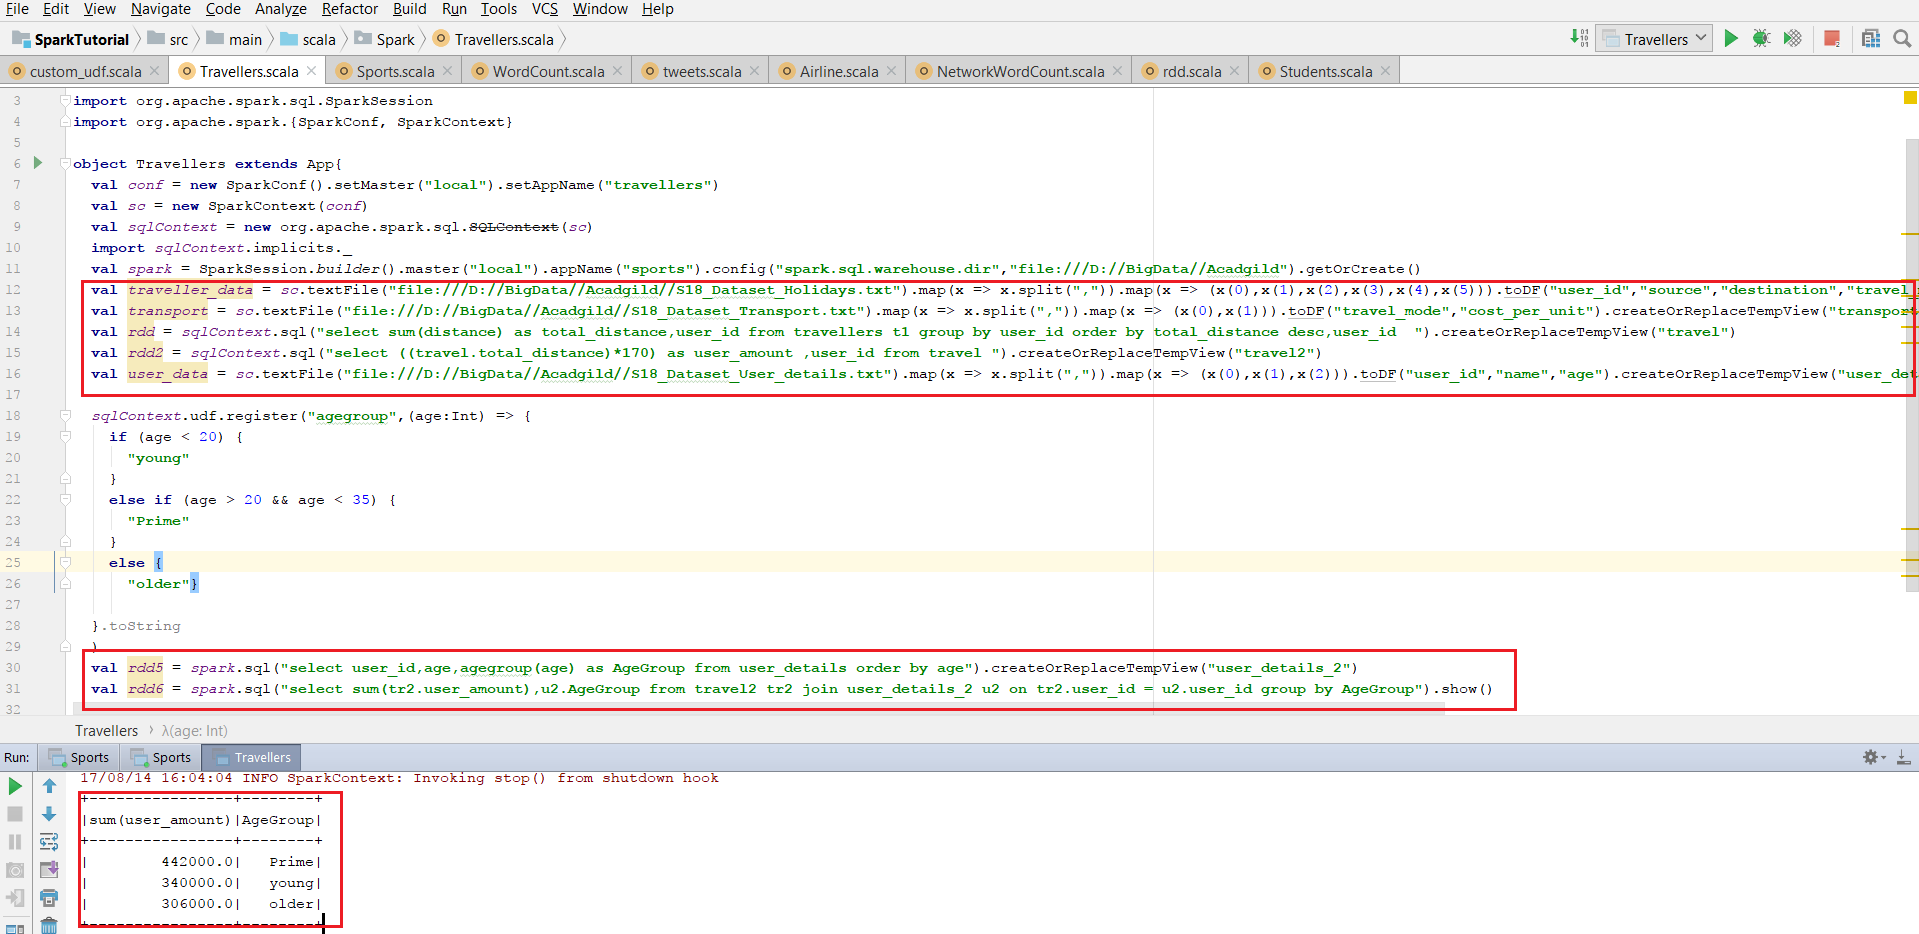 File Edit View Navigate Code Analyze Refactor Build Run Tools VCS Window Help
SparkTutorial src main scala Spark Travellers.scala Travellers
custom_udf.scala Travellers.scala Sports.scala WordCount.scala tweets.scala Airline.scala NetworkWordCount.scala rdd.scala Students.scala
3 import org.apache.spark.sql.SparkSession
4 import org.apache.spark.{SparkConf, SparkContext}
5
6 object Travellers extends App{
7 val conf = new SparkConf().setMaster("local").setAppName("travellers")
8 val sc = new SparkContext(conf)
9 val sqlContext = new org.apache.spark.sql.SQLContext(sc)
10 import sqlContext.implicits._
11 val spark = SparkSession.builder().master("local").appName("sports").config("spark.sql.warehouse.dir","file:///D://BigData//Acadgild").getOrCreate()
12 val traveller_data = sc.textFile("file:///D://BigData//Acadgild//S18_Dataset_Holidays.txt").map(x => x.split(",")).map(x => (x(0),x(1),x(2),x(3),x(4),x(5))).toDF("user_id","source","destination","travel_
13 val transport = sc.textFile("file:///D://BigData//Acadgild//S18_Dataset_Transport.txt").map(x => x.split(",")).map(x => (x(0),x(1))).toDF("travel_mode","cost_per_unit").createOrReplaceTempView("transport
14 val rdd = sqlContext.sql("select sum(distance) as total_distance,user_id from travellers t1 group by user_id order by total_distance desc,user_id ").createOrReplaceTempView("travel")
15 val rdd2 = sqlContext.sql("select ((travel.total_distance)*170) as user_amount ,user_id from travel ").createOrReplaceTempView("travel2")
16 val user_data = sc.textFile("file:///D://BigData//Acadgild//S18_Dataset_User_details.txt").map(x => x.split(",")).map(x => (x(0),x(1),x(2))).toDF("user_id","name","age").createOrReplaceTempView("user_det
17
18 sqlContext.udf.register("agegroup",(age:Int) => {
19 if (age < 20) {
20 "young"
21 }
22 else if (age > 20 && age < 35) {
23 "Prime"
24 }
25 else {
26 "older"}
27
28 }.toString
29 )
30 val rdd5 = spark.sql("select user_id,age,agegroup(age) as AgeGroup from user_details order by age").createOrReplaceTempView("user_details_2")
31 val rdd6 = spark.sql("select sum(tr2.user_amount),u2.AgeGroup from travel2 tr2 join user_details_2 u2 on tr2.user_id = u2.user_id group by AgeGroup").show()
32
Travellers λ(age: Int)
Run: Sports Sports Travellers
17/08/14 16:04:04 INFO SparkContext: Invoking stop() from shutdown hook
+----------------+--------+
|sum(user_amount)|AgeGroup|
+----------------+--------+
| 442000.0| Prime|
| 340000.0| young|
| 306000.0| older|
+----------------+--------+